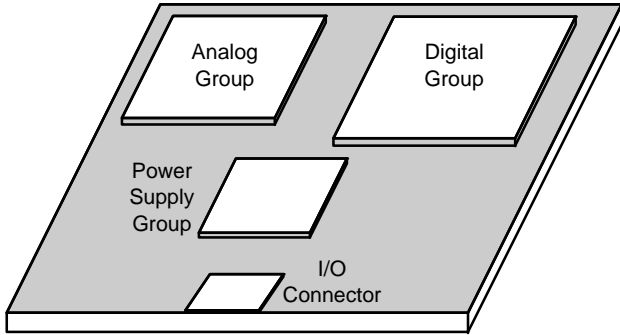 Analog
Group
Digital
Group
Power
Supply
Group
I/O
Connector